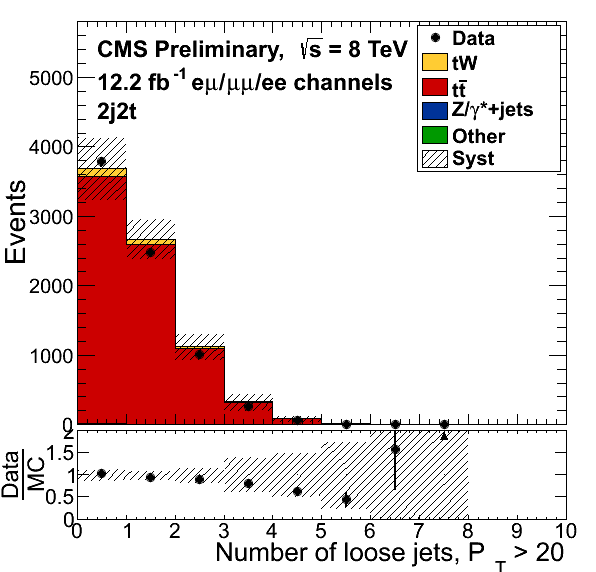 CMS Preliminary, √s = 8 TeV
12.2 fb⁻¹ eμ/μμ/ee channels
2j2t
Data
tW
tt̄
Z/γ*+jets
Other
Syst
Events
5000
4000
3000
2000
1000
0
Data
MC
2
1.5
1
0.5
0
0 1 2 3 4 5 6 7 8 9 10
Number of loose jets, P_T > 20